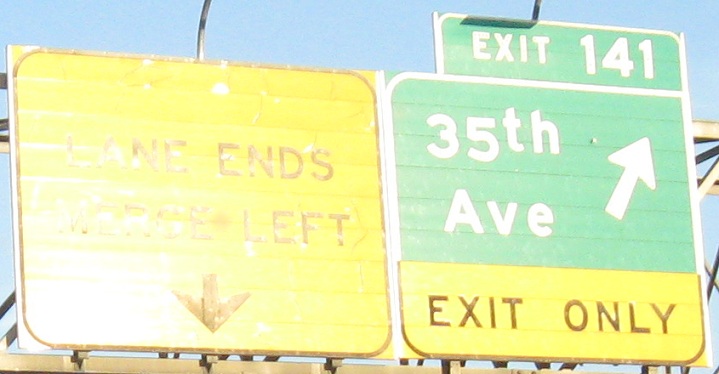 LANE ENDS
MERGE LEFT
EXIT 141
35th
Ave
EXIT ONLY